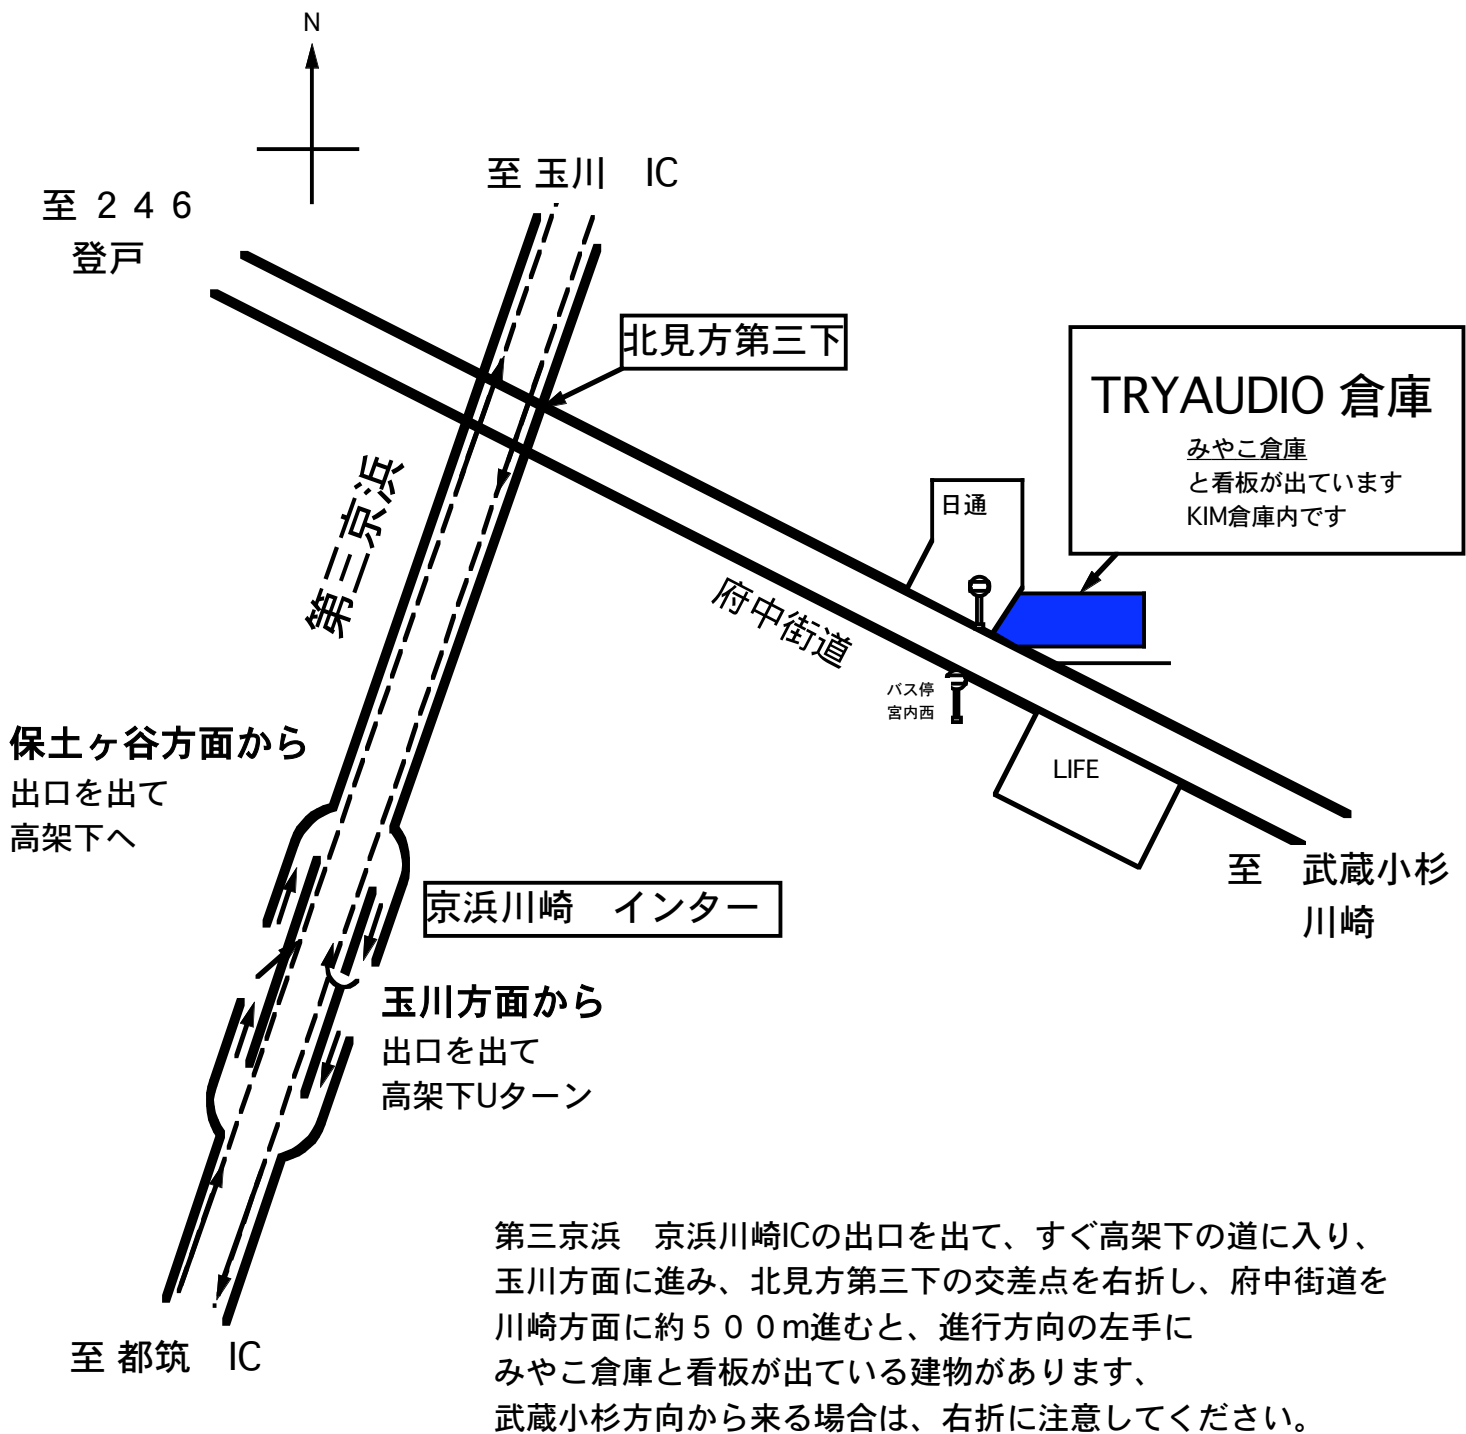 N
至 玉川　IC
至 ２４６
登戸
北見方第三下
TRYAUDIO 倉庫
みやこ倉庫
と看板が出ています
KIM倉庫内です
日通
第三京浜
府中街道
バス停
宮内西
LIFE
保土ヶ谷方面から
出口を出て
高架下へ
至　武蔵小杉
川崎
京浜川崎　インター
玉川方面から
出口を出て
高架下Uターン
至 都筑　IC
第三京浜　京浜川崎ICの出口を出て、すぐ高架下の道に入り、
玉川方面に進み、北見方第三下の交差点を右折し、府中街道を
川崎方面に約５００m進むと、進行方向の左手に
みやこ倉庫と看板が出ている建物があります、
武蔵小杉方向から来る場合は、右折に注意してください。